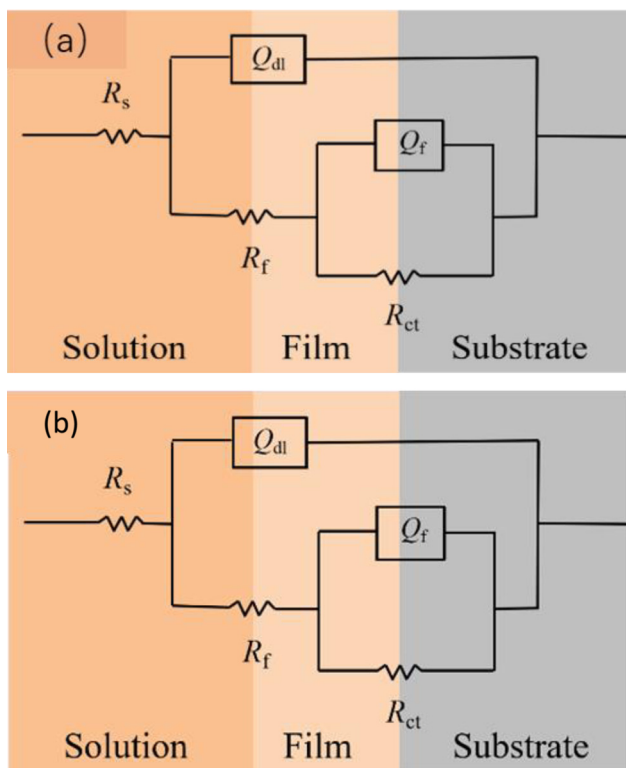 (a)
Qdl
Rs
Qf
Rf
Rct
Solution Film Substrate
(b)
Qdl
Rs
Qf
Rf
Rct
Solution Film Substrate